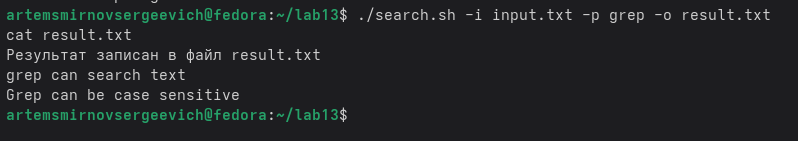 artemsmirnovsergeevich@fedora:~/lab13$ ./search.sh -i input.txt -p grep -o result.txt
cat result.txt
Результат записан в файл result.txt
grep can search text
Grep can be case sensitive
artemsmirnovsergeevich@fedora:~/lab13$